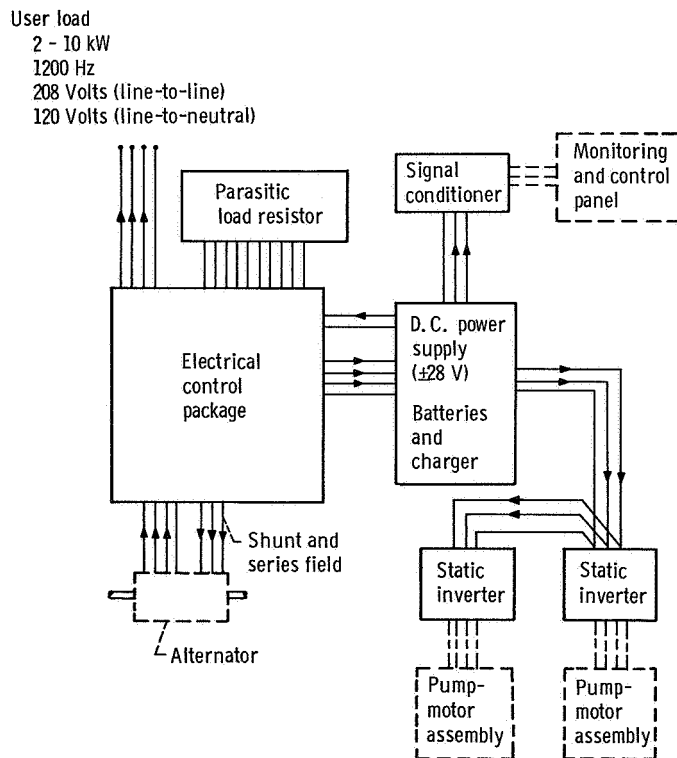 User load
2 - 10 kW
1200 Hz
208 Volts (line-to-line)
120 Volts (line-to-neutral)
Parasitic
load resistor
Signal
conditioner
Monitoring
and control
panel
Electrical
control
package
D.C. power
supply
(±28 V)
Batteries
and
charger
Shunt and
series field
Alternator
Static
inverter
Static
inverter
Pump-
motor
assembly
Pump-
motor
assembly